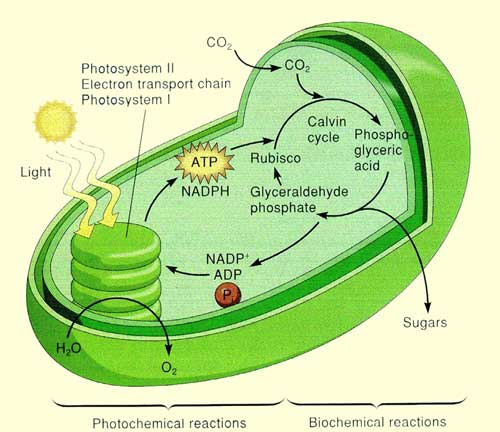 CO₂
CO₂
Photosystem II
Electron transport chain
Photosystem I
Light
ATP
NADPH
Calvin
cycle
Rubisco
Phospho-
glyceric
acid
Glyceraldehyde
phosphate
NADP⁺
ADP
Pᵢ
H₂O
O₂
Sugars
Photochemical reactions
Biochemical reactions